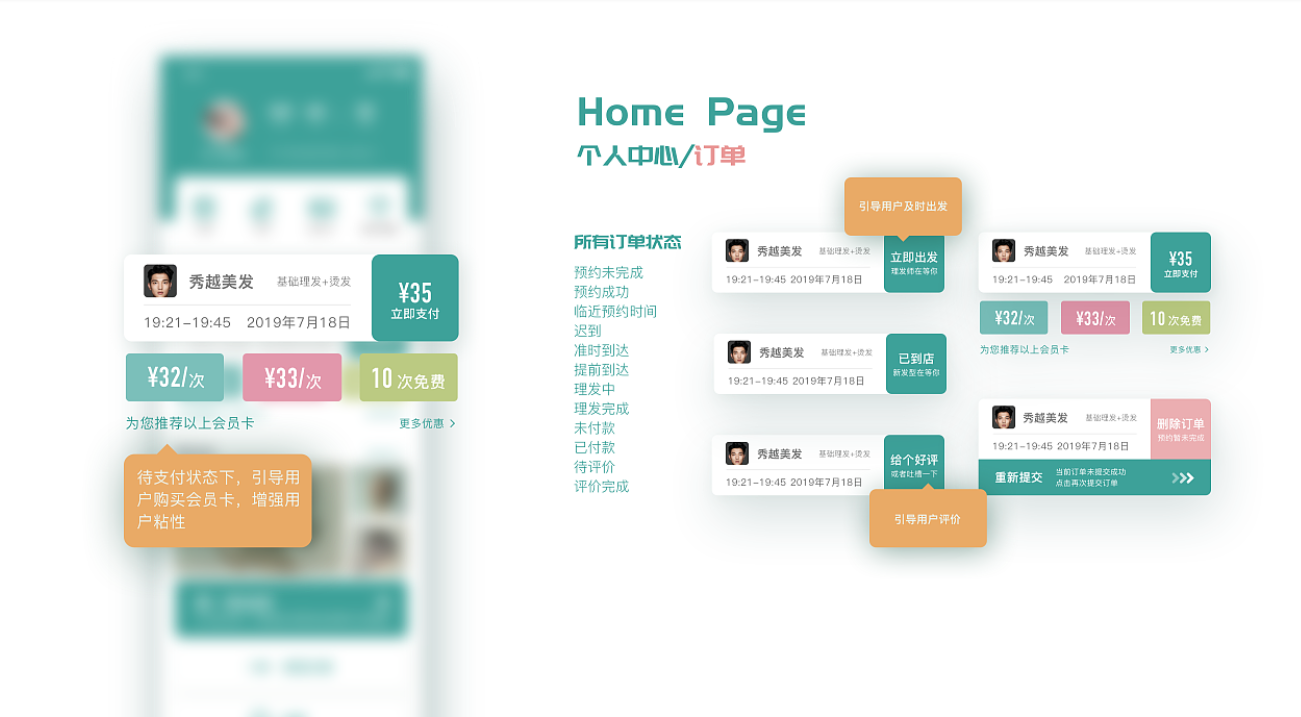 秀越美发
基础理发+烫发
19:21-19:45 2019年7月18日
¥35
立即支付
¥32/次
¥33/次
10 次免费
为您推荐以上会员卡
更多优惠 >
待支付状态下，引导用
户购买会员卡，增强用
户粘性
Home Page
个人中心/订单
所有订单状态
预约未完成
预约成功
临近预约时间
迟到
准时到达
提前到达
理发中
理发完成
未付款
已付款
待评价
评价完成
引导用户及时出发
秀越美发
基础理发+烫发
19:21-19:45 2019年7月18日
立即出发
理发师在等你
秀越美发
基础理发+烫发
19:21-19:45 2019年7月18日
已到店
新发型在等你
秀越美发
基础理发+烫发
19:21-19:45 2019年7月18日
给个好评
或者吐槽一下
引导用户评价
秀越美发
基础理发+烫发
19:21-19:45 2019年7月18日
¥35
立即支付
¥32/次
¥33/次
10 次免费
为您推荐以上会员卡
更多优惠 >
秀越美发
基础理发+烫发
19:21-19:45 2019年7月18日
删除订单
预约暂未完成
重新提交
当前订单未提交成功
点击再次提交订单